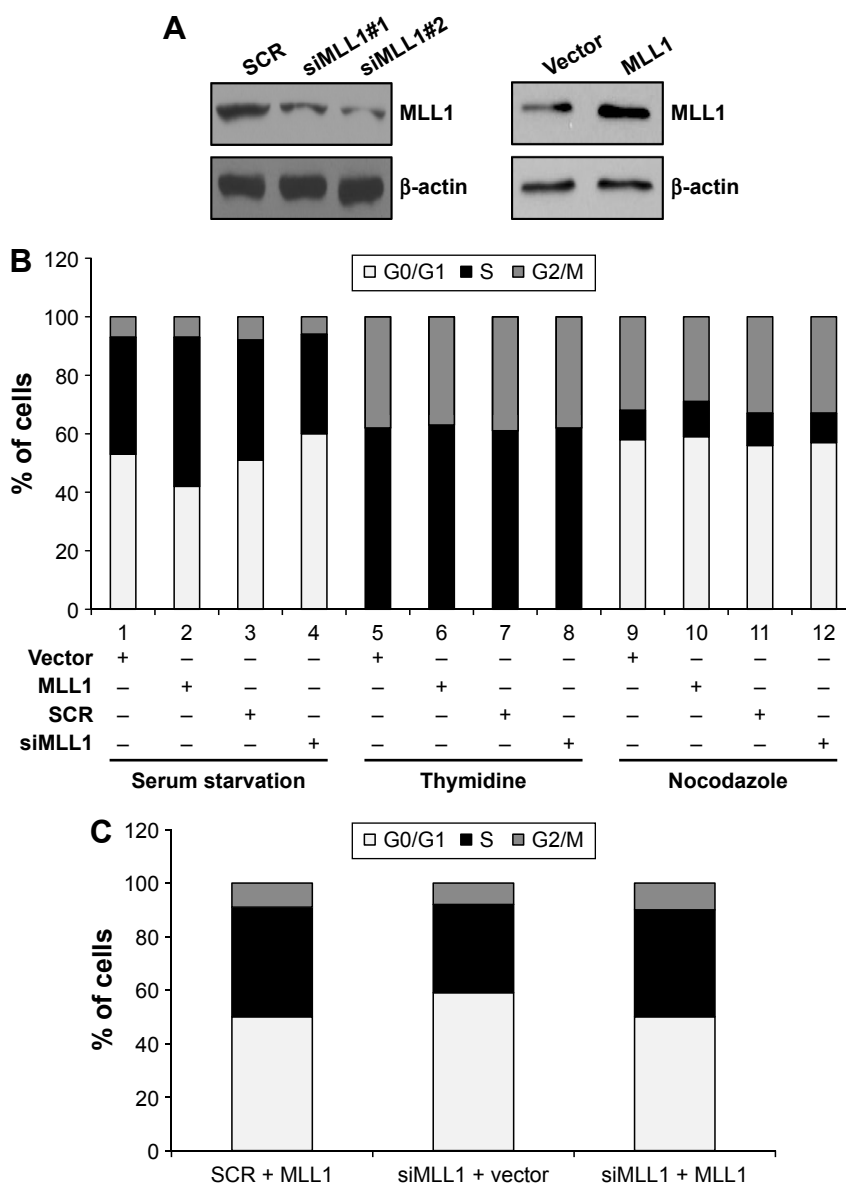 A
SCR siMLL1#1 siMLL1#2
MLL1
β-actin
Vector MLL1
MLL1
β-actin
B
G0/G1 S G2/M
% of cells
120
100
80
60
40
20
0
1 2 3 4 5 6 7 8 9 10 11 12
Vector + – – – + – – – + – – –
MLL1 – + – – – + – – – + – –
SCR – – + – – – + – – – + –
siMLL1 – – – + – – – + – – – +
Serum starvation Thymidine Nocodazole
C
G0/G1 S G2/M
% of cells
120
100
80
60
40
20
0
SCR + MLL1 siMLL1 + vector siMLL1 + MLL1